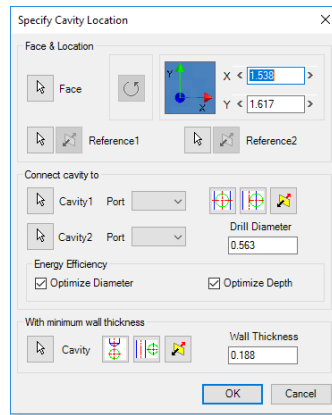 Specify Cavity Location
Face & Location
Face
Y
X
X < 1.538 >
Y < 1.617 >
Reference1
Reference2
Connect cavity to
Cavity1 Port
Drill Diameter
Cavity2 Port
0.563
Energy Efficiency
Optimize Diameter
Optimize Depth
With minimum wall thickness
Wall Thickness
Cavity
0.188
OK Cancel